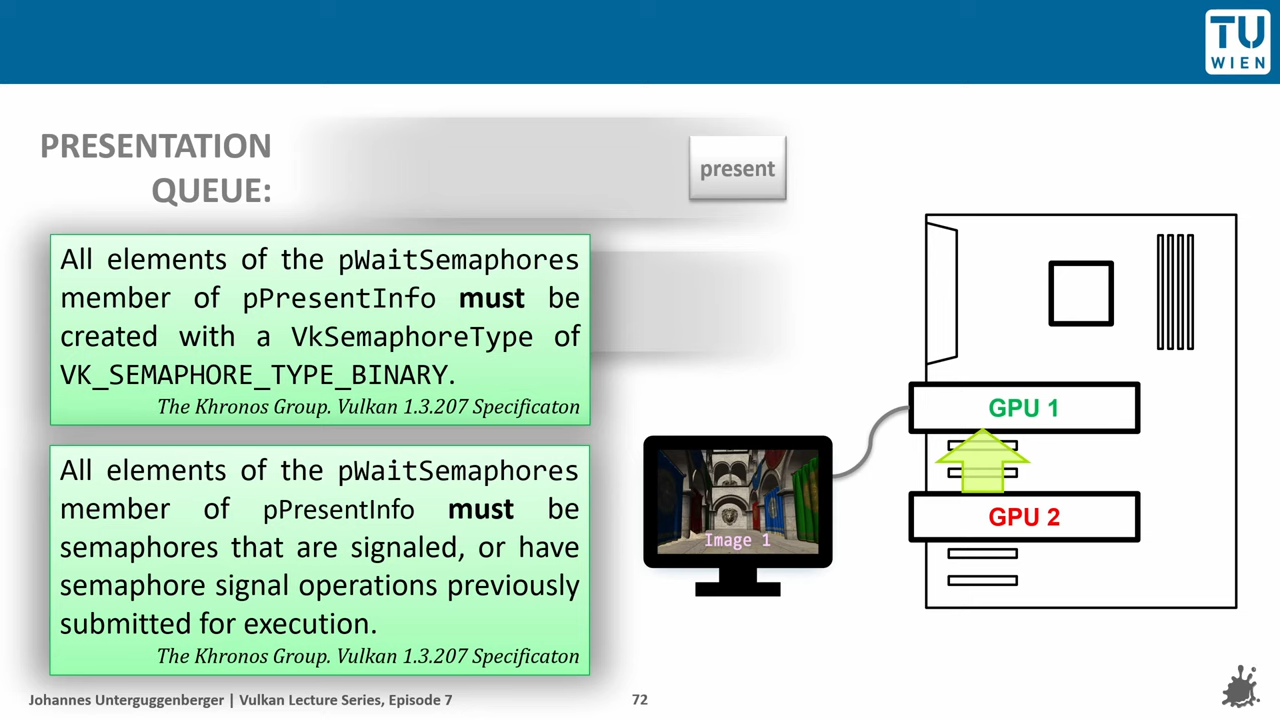 TU
WIEN
PRESENTATION
QUEUE:
present
All elements of the pWaitSemaphores
member of pPresentInfo must be
created with a VkSemaphoreType of
VK_SEMAPHORE_TYPE_BINARY.
The Khronos Group. Vulkan 1.3.207 Specificaton
All elements of the pWaitSemaphores
member of pPresentInfo must be
semaphores that are signaled, or have
semaphore signal operations previously
submitted for execution.
The Khronos Group. Vulkan 1.3.207 Specificaton
GPU 1
GPU 2
Image 1
Johannes Unterguggenberger | Vulkan Lecture Series, Episode 7
72